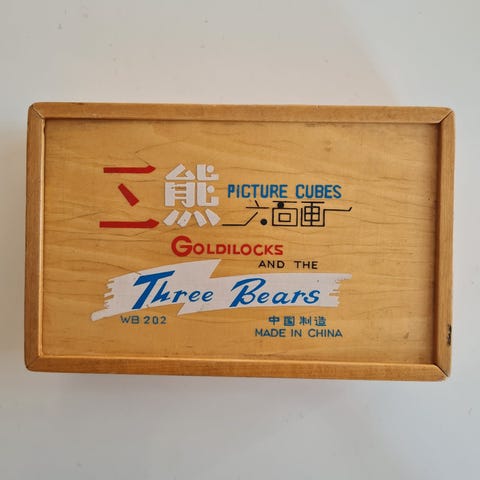 三熊 PICTURE CUBES
六面画
GOLDILOCKS
AND THE
Three Bears
WB 202 中国制造
MADE IN CHINA